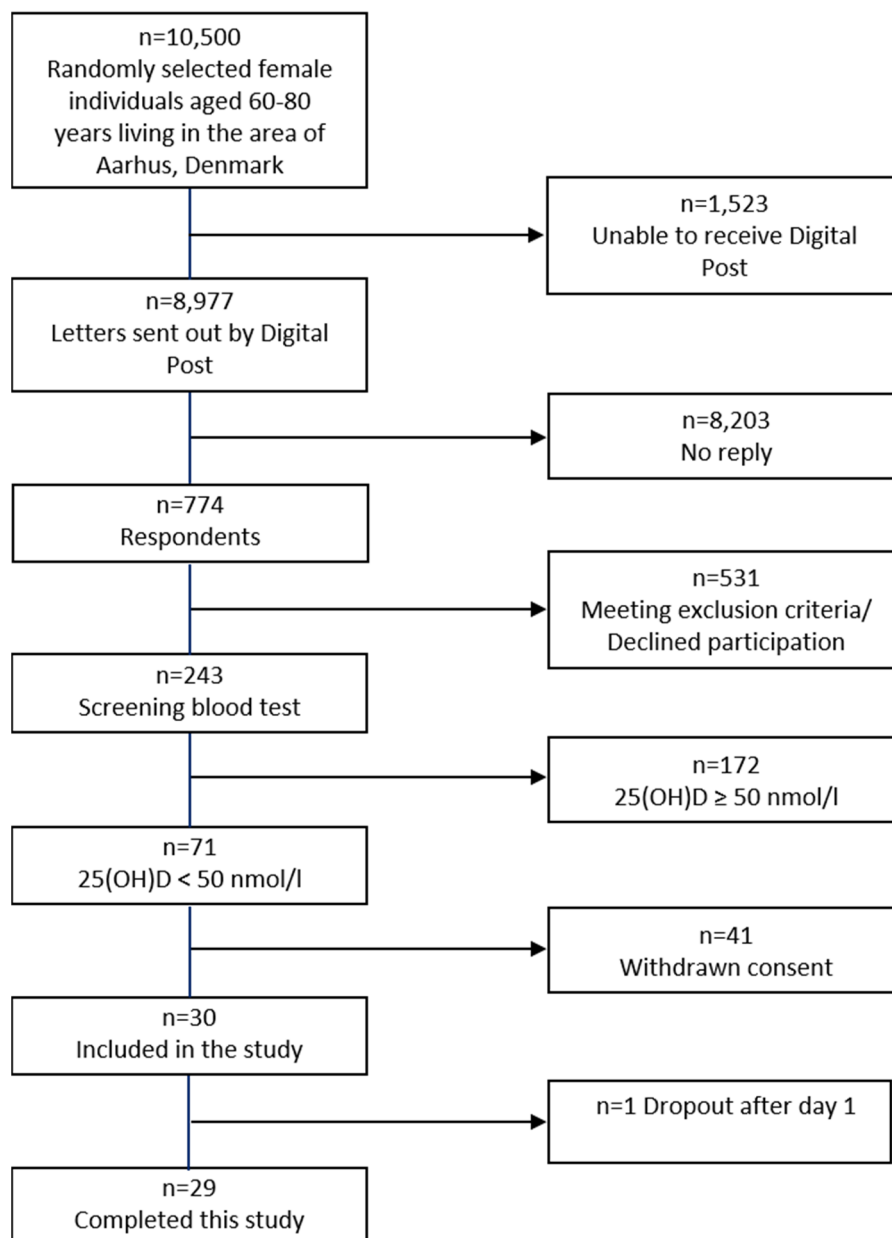 n=10,500
Randomly selected female
individuals aged 60-80
years living in the area of
Aarhus, Denmark
n=1,523
Unable to receive Digital
Post
n=8,977
Letters sent out by Digital
Post
n=8,203
No reply
n=774
Respondents
n=531
Meeting exclusion criteria/
Declined participation
n=243
Screening blood test
n=172
25(OH)D ≥ 50 nmol/l
n=71
25(OH)D < 50 nmol/l
n=41
Withdrawn consent
n=30
Included in the study
n=1 Dropout after day 1
n=29
Completed this study